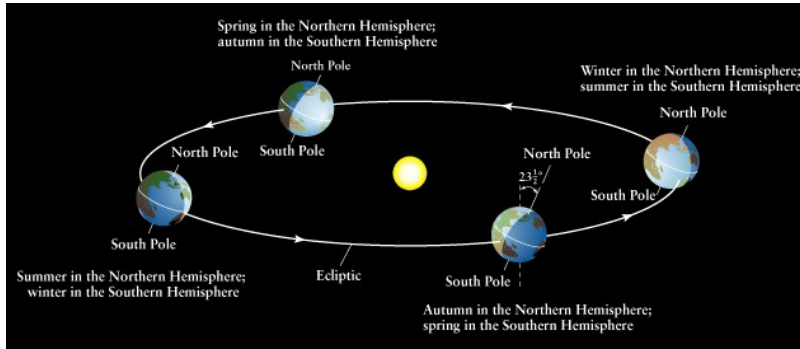 Spring in the Northern Hemisphere;
autumn in the Southern Hemisphere
North Pole
South Pole
Winter in the Northern Hemisphere;
summer in the Southern Hemisphere
North Pole
South Pole
North Pole
South Pole
Summer in the Northern Hemisphere;
winter in the Southern Hemisphere
Ecliptic
23½°
North Pole
South Pole
Autumn in the Northern Hemisphere;
spring in the Southern Hemisphere